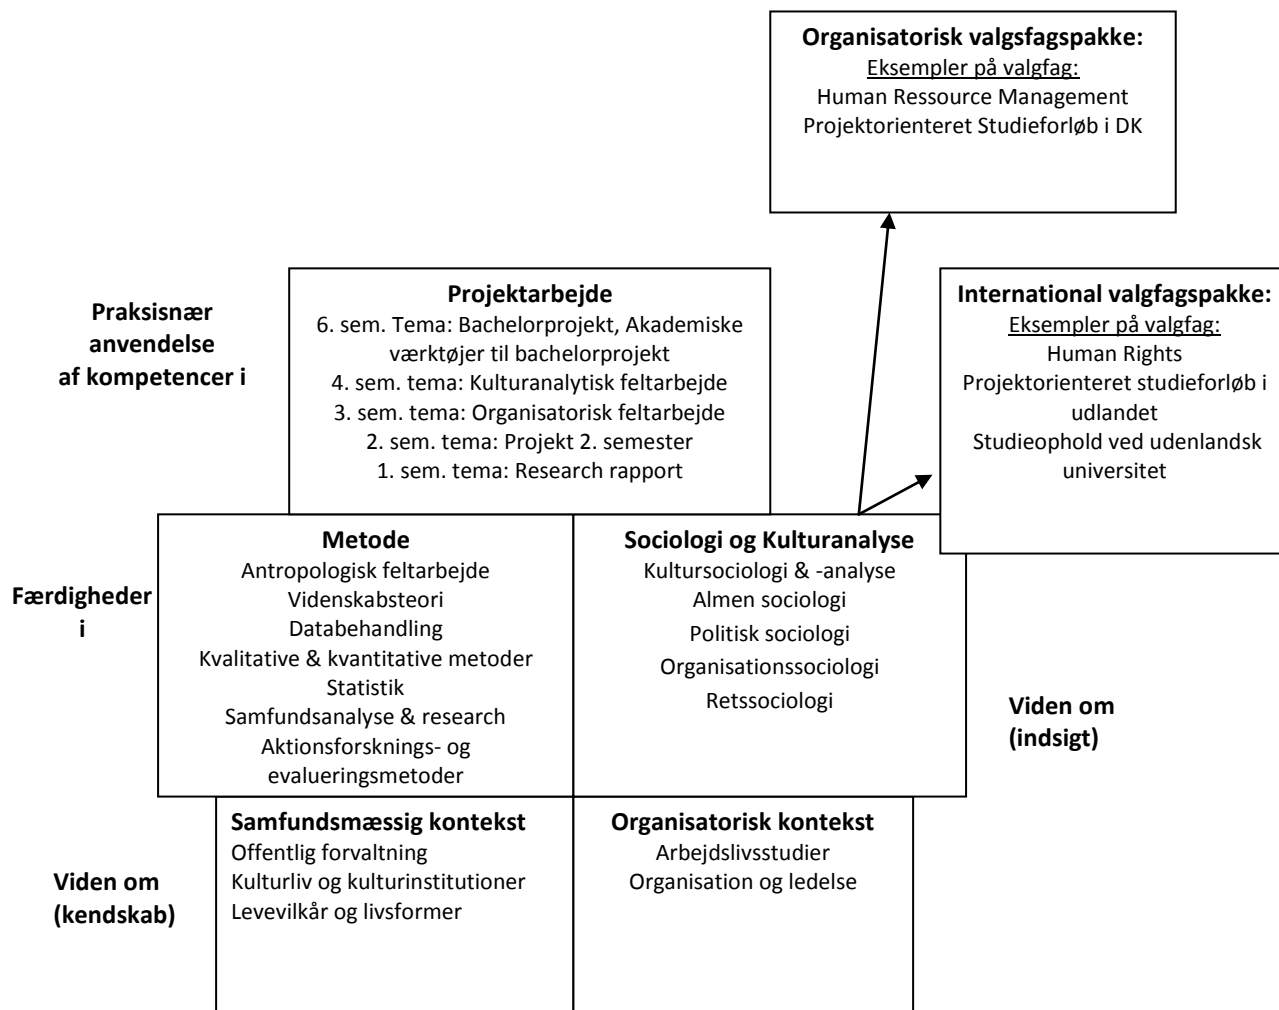 Organisatorisk valgsfagspakke:
Eksempler på valgfag:
Human Ressource Management
Projektorienteret Studieforløb i DK
Praksisnær
anvendelse
af kompetencer i
Projektarbejde
6. sem. Tema: Bachelorprojekt, Akademiske
værktøjer til bachelorprojekt
4. sem. tema: Kulturanalytisk feltarbejde
3. sem. tema: Organisatorisk feltarbejde
2. sem. tema: Projekt 2. semester
1. sem. tema: Research rapport
International valgfagspakke:
Eksempler på valgfag:
Human Rights
Projektorienteret studieforløb i
udlandet
Studieophold ved udenlandsk
universitet
Færdigheder
i
Metode
Antropologisk feltarbejde
Videnskabsteori
Databehandling
Kvalitative & kvantitative metoder
Statistik
Samfundsanalyse & research
Aktionsforsknings- og
evalueringsmetoder
Sociologi og Kulturanalyse
Kultursociologi & -analyse
Almen sociologi
Politisk sociologi
Organisationssociologi
Retssociologi
Viden om
(indsigt)
Viden om
(kendskab)
Samfundsmæssig kontekst
Offentlig forvaltning
Kulturliv og kulturinstitutioner
Levevilkår og livsformer
Organisatorisk kontekst
Arbejdslivsstudier
Organisation og ledelse